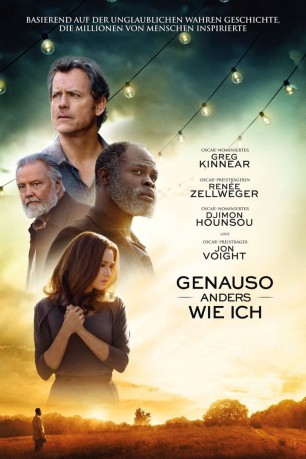 BASIEREND AUF DER UNGLAUBLICHEN WAHREN GESCHICHTE,
DIE MILLIONEN VON MENSCHEN INSPIRIERTE
OSCAR-NOMINIERTER
GREG
KINNEAR
OSCAR-PREISTRÄGERIN
RENÉE
ZELLWEGER
OSCAR-NOMINIERTER
DJIMON
HOUNSOU
UND
OSCAR-PREISTRÄGER
JON
VOIGHT
GENAUSO
ANDERS
WIE ICH